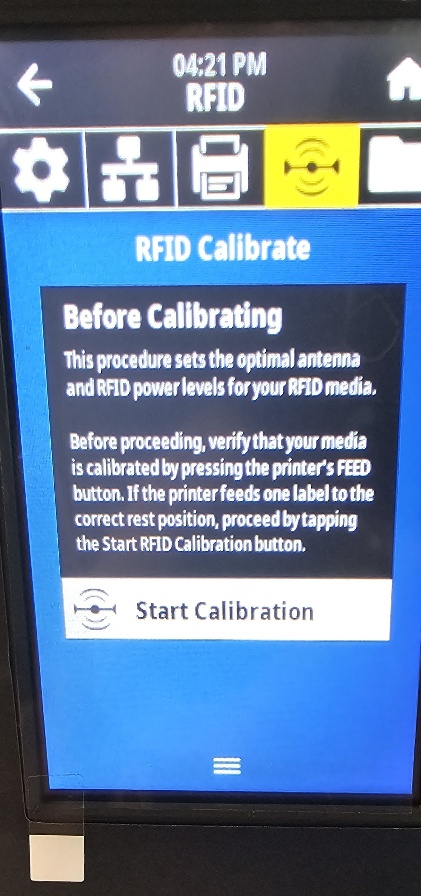 04:21 PM
RFID
RFID Calibrate
Before Calibrating
This procedure sets the optimal antenna
and RFID power levels for your RFID media.
Before proceeding, verify that your media
is calibrated by pressing the printer's FEED
button. If the printer feeds one label to the
correct rest position, proceed by tapping
the Start RFID Calibration button.
Start Calibration